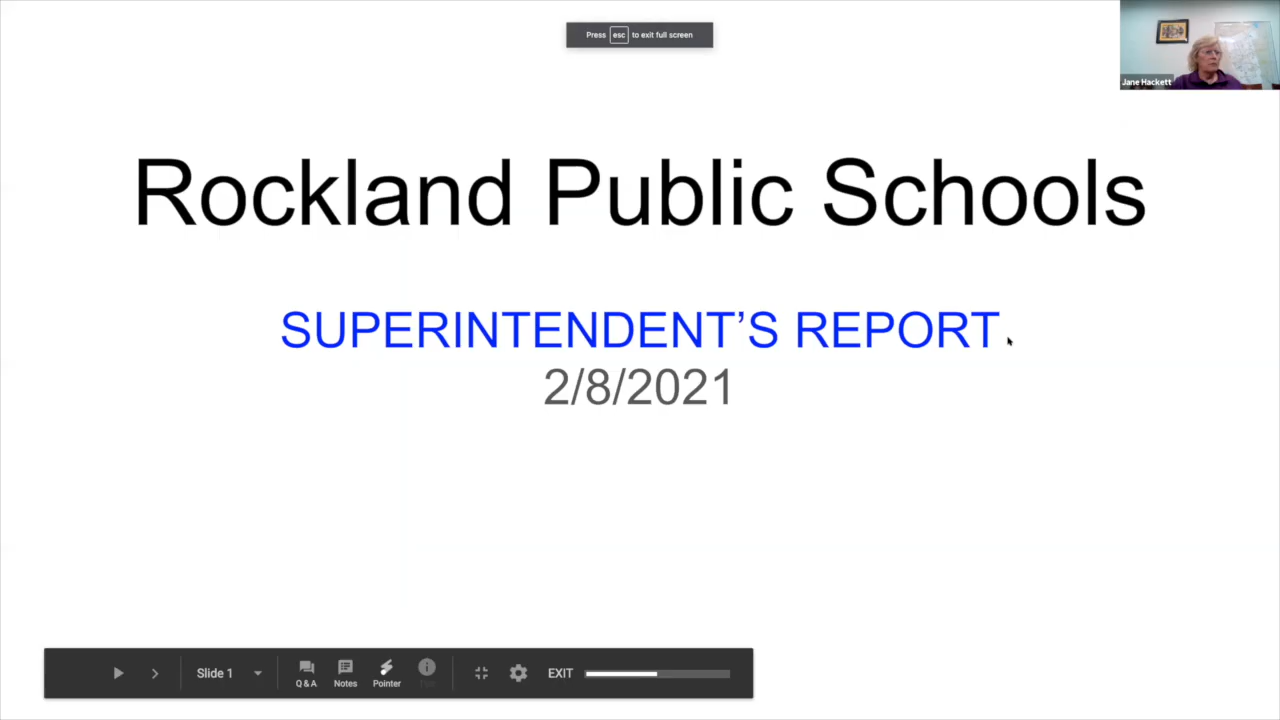 Press esc to exit full screen
Jane Hackett
Rockland Public Schools
SUPERINTENDENT’S REPORT
2/8/2021
Slide 1
Q & A
Notes
Pointer
EXIT